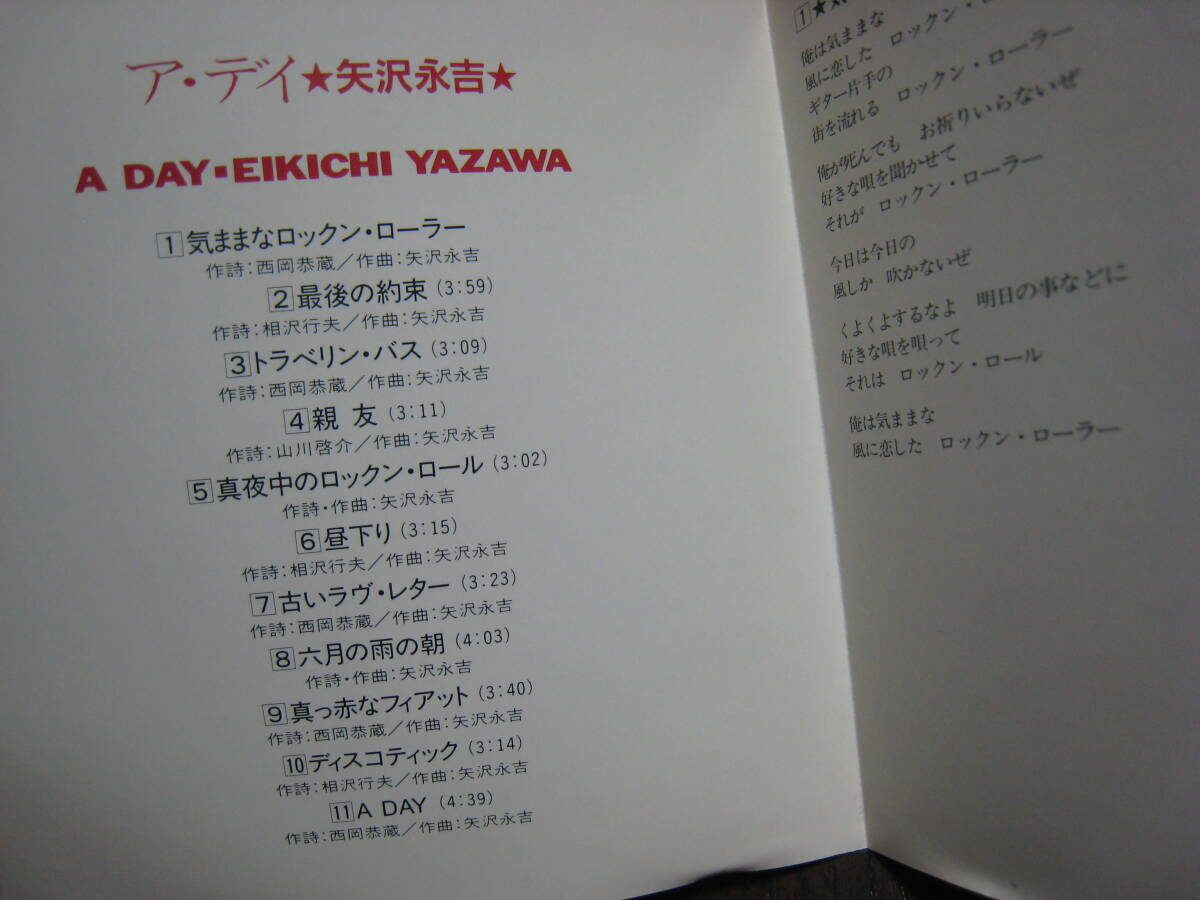 ア・デイ★矢沢永吉★
A DAY▪EIKICHI YAZAWA
1 気ままなロックン・ローラー
作詩：西岡恭蔵／作曲：矢沢永吉
2 最後の約束（3:59）
作詩：相沢行夫／作曲：矢沢永吉
3 トラベリン・バス（3:09）
作詩：西岡恭蔵／作曲：矢沢永吉
4 親 友（3:11）
作詩：山川啓介／作曲：矢沢永吉
5 真夜中のロックン・ロール（3:02）
作詩・作曲：矢沢永吉
6 昼下り（3:15）
作詩：相沢行夫／作曲：矢沢永吉
7 古いラヴ・レター（3:23）
作詩：西岡恭蔵／作曲：矢沢永吉
8 六月の雨の朝（4:03）
作詩・作曲：矢沢永吉
9 真っ赤なフィアット（3:40）
作詩：西岡恭蔵／作曲：矢沢永吉
10 ディスコティック（3:14）
作詩：相沢行夫／作曲：矢沢永吉
11 A DAY（4:39）
作詩：西岡恭蔵／作曲：矢沢永吉
1★
俺は気ままな
風に恋した ロックン・ローラー
ギター片手の
街を流れる ロックン・ローラー
俺が死んでも お祈りいらないぜ
好きな唄を聞かせて
それが ロックン・ローラー
今日は今日の
風しか 吹かないぜ
くよくよするなよ 明日の事などに
好きな唄を唄って
それは ロックン・ロール
俺は気ままな
風に恋した ロックン・ローラー